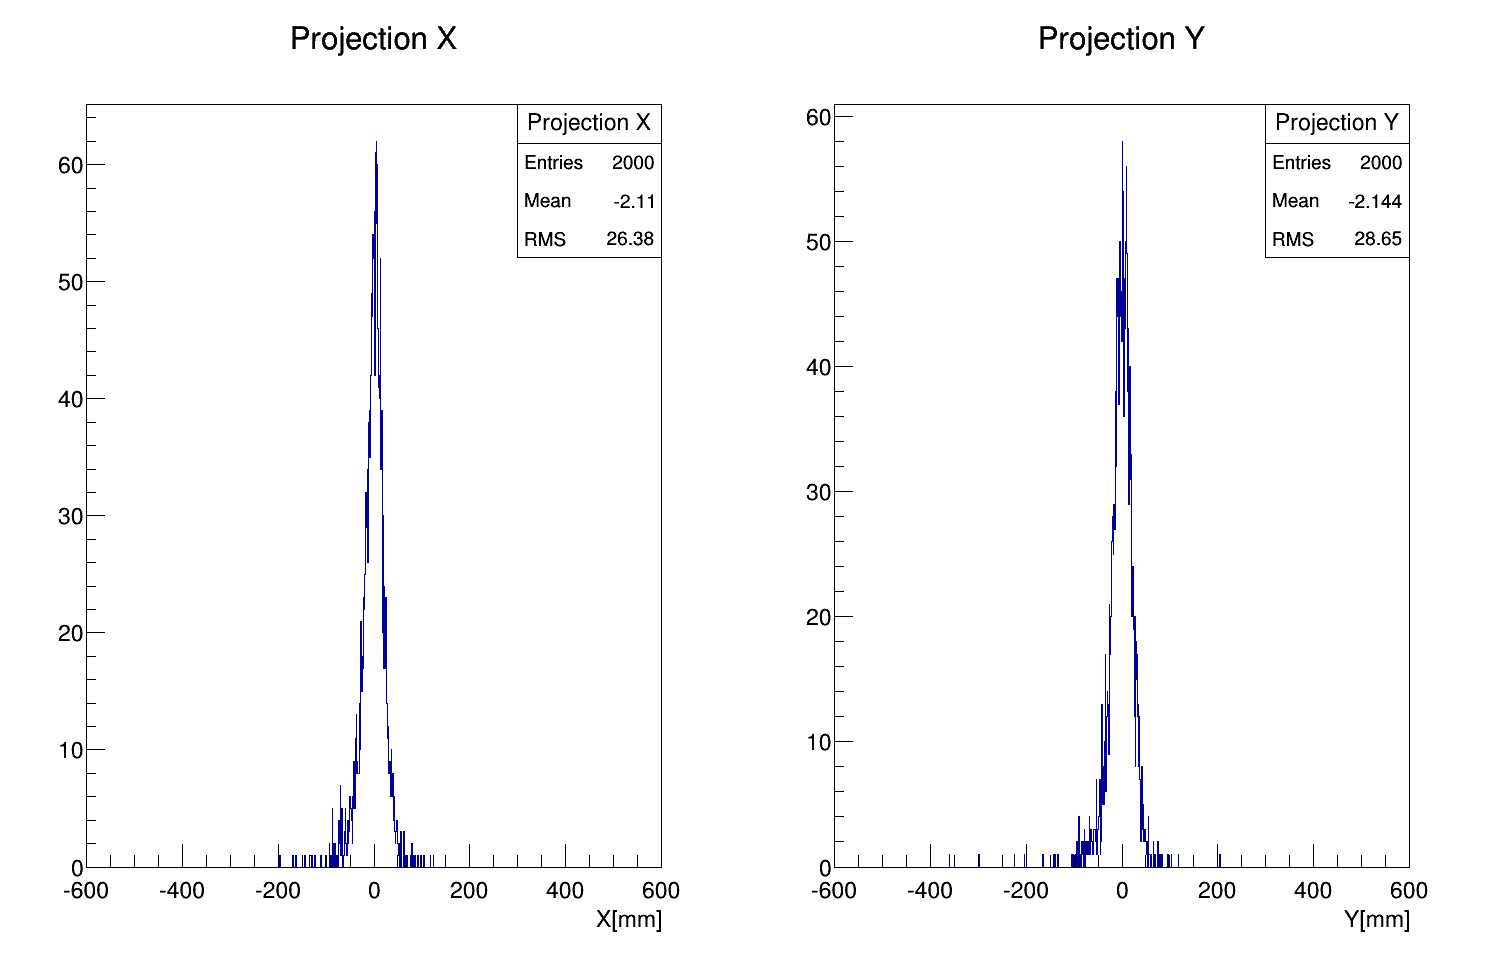 Projection X
Projection X
Entries 2000
Mean -2.11
RMS 26.38
60
50
40
30
20
10
0
-600 -400 -200 0 200 400 600
X[mm]
Projection Y
Projection Y
Entries 2000
Mean -2.144
RMS 28.65
60
50
40
30
20
10
0
-600 -400 -200 0 200 400 600
Y[mm]